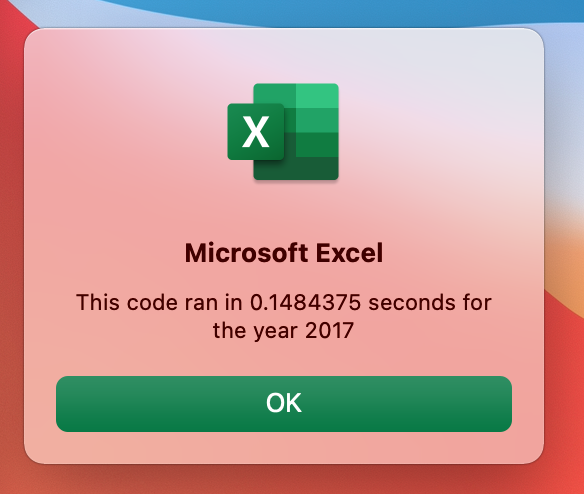 X
Microsoft Excel
This code ran in 0.1484375 seconds for
the year 2017
OK